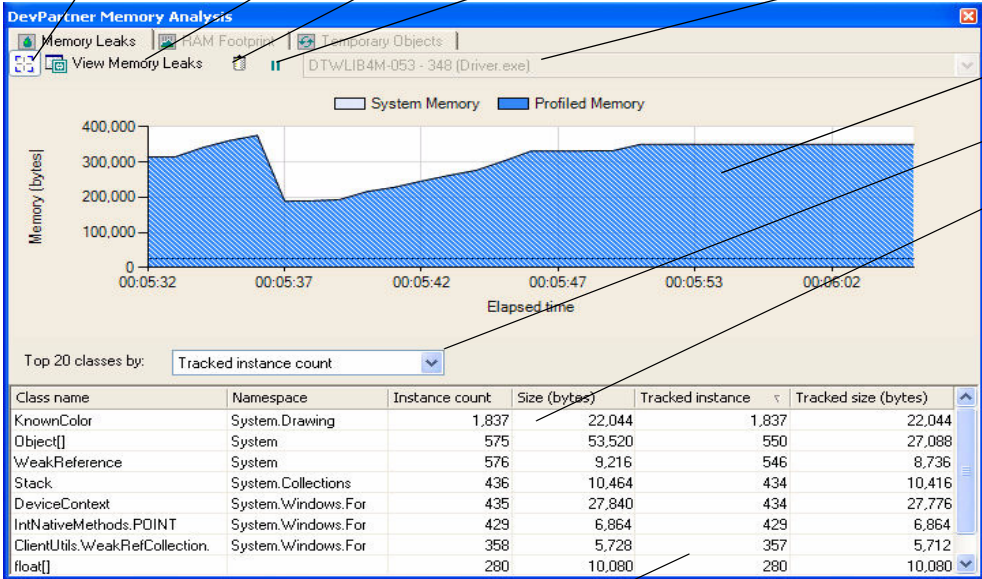 DevPartner Memory Analysis
Memory Leaks RAM Footprint Temporary Objects
View Memory Leaks DTWLIB4M-053 - 348 (Driver.exe)
System Memory Profiled Memory
Memory (bytes)
400,000
300,000
200,000
100,000
0
00:05:32 00:05:37 00:05:42 00:05:47 00:05:53 00:06:02
Elapsed time
Top 20 classes by: Tracked instance count
Class name Namespace Instance count Size (bytes) Tracked instance Tracked size (bytes)
KnownColor System.Drawing 1,837 22,044 1,837 22,044
Object[] System 575 53,520 550 27,088
WeakReference System 576 9,216 546 8,736
Stack System.Collections 436 10,464 434 10,416
DeviceContext System.Windows.For 435 27,840 434 27,776
IntNativeMethods.POINT System.Windows.For 429 6,864 429 6,864
ClientUtils.WeakRefCollection. System.Windows.For 358 5,728 357 5,712
float[] 280 10,080 280 10,080